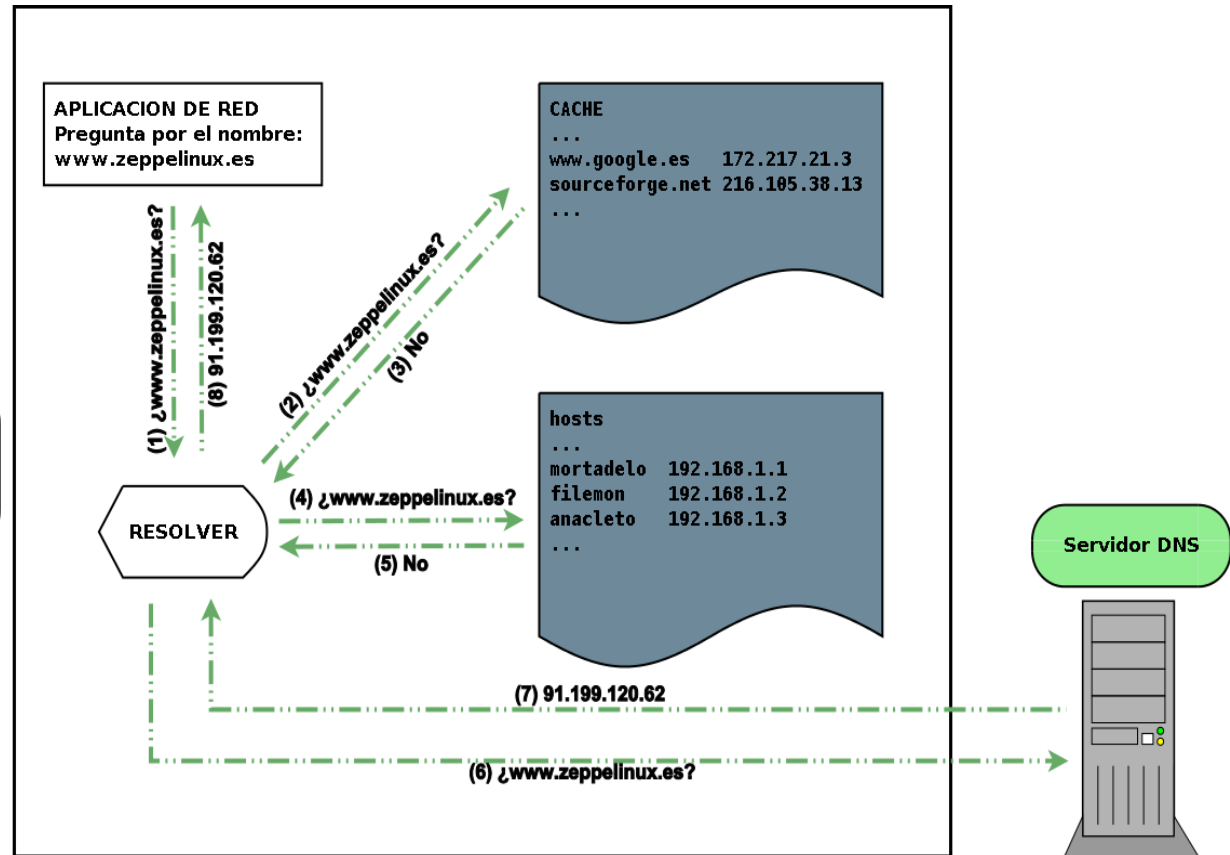 APLICACION DE RED
Pregunta por el nombre:
www.zeppelinux.es
CACHE
...
www.google.es 172.217.21.3
sourceforge.net 216.105.38.13
...
(1) ¿www.zeppelinux.es?
(8) 91.199.120.62
(2) ¿www.zeppelinux.es?
(3) No
hosts
...
mortadelo 192.168.1.1
filemon 192.168.1.2
anacleto 192.168.1.3
...
(4) ¿www.zeppelinux.es?
RESOLVER
(5) No
Servidor DNS
(7) 91.199.120.62
(6) ¿www.zeppelinux.es?